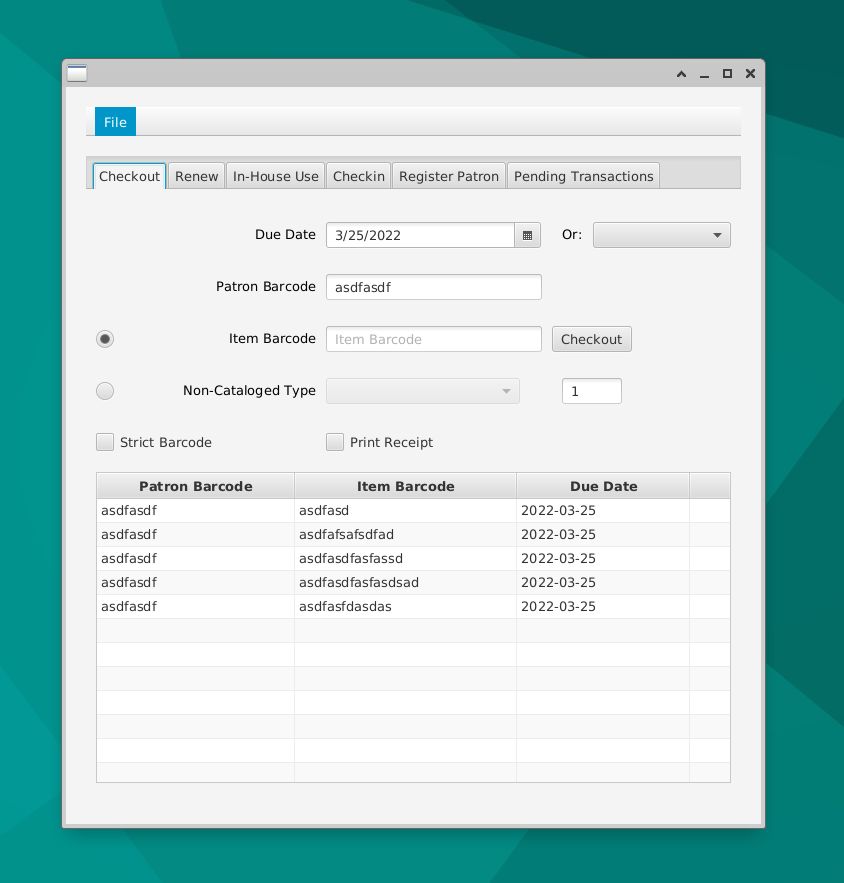 File
Checkout Renew In-House Use Checkin Register Patron Pending Transactions
Due Date 3/25/2022 Or:
Patron Barcode asdfasdf
Item Barcode Item Barcode Checkout
Non-Cataloged Type 1
Strict Barcode Print Receipt
Patron Barcode Item Barcode Due Date
asdfasdf asdfasd 2022-03-25
asdfasdf asdfafsafsdfad 2022-03-25
asdfasdf asdfasdfasfassd 2022-03-25
asdfasdf asdfasdfasfasdsad 2022-03-25
asdfasdf asdfasfdasdas 2022-03-25